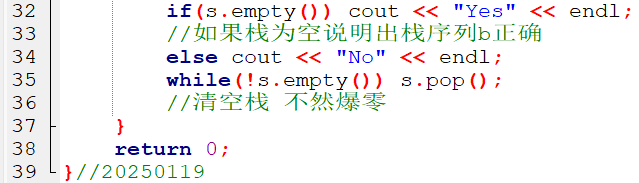 32 if(s.empty()) cout << "Yes" << endl;
33 //如果栈为空说明出栈序列b正确
34 else cout << "No" << endl;
35 while(!s.empty()) s.pop();
36 //清空栈 不然爆零
37 }
38 return 0;
39 }//20250119